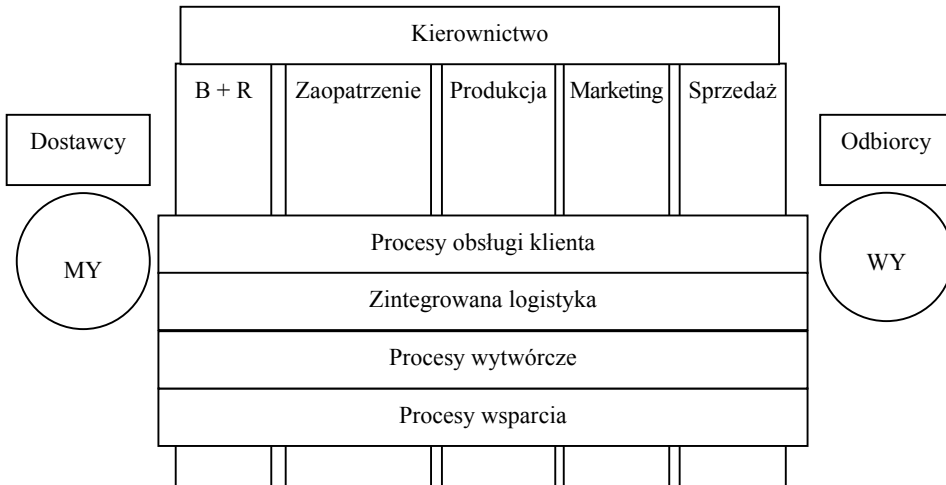 Kierownictwo
B + R
Zaopatrzenie
Produkcja
Marketing
Sprzedaż
Dostawcy
Odbiorcy
Procesy obsługi klienta
MY
WY
Zintegrowana logistyka
Procesy wytwórcze
Procesy wsparcia